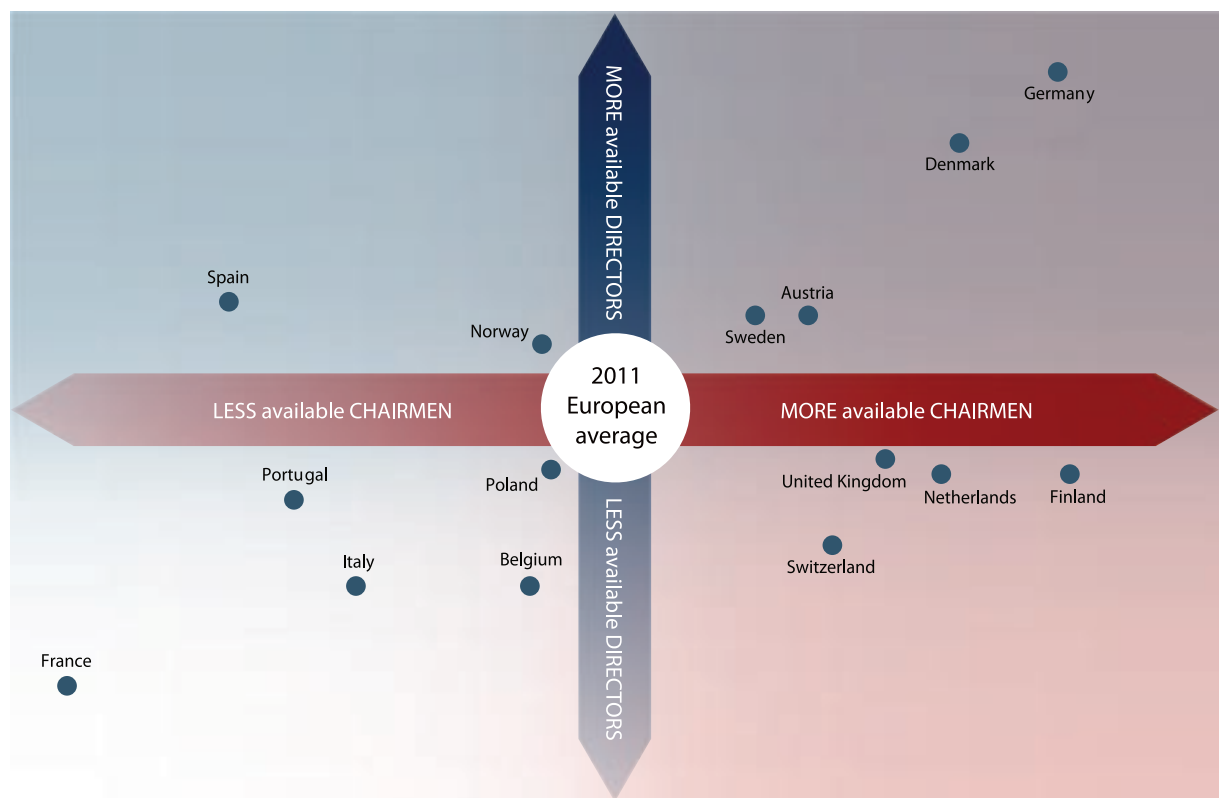 MORE available DIRECTORS
Germany
Denmark
Spain
Austria
Norway
Sweden
2011
European
average
LESS available CHAIRMEN
MORE available CHAIRMEN
Portugal
Poland
United Kingdom
Netherlands
Finland
LESS available DIRECTORS
Italy
Belgium
Switzerland
France